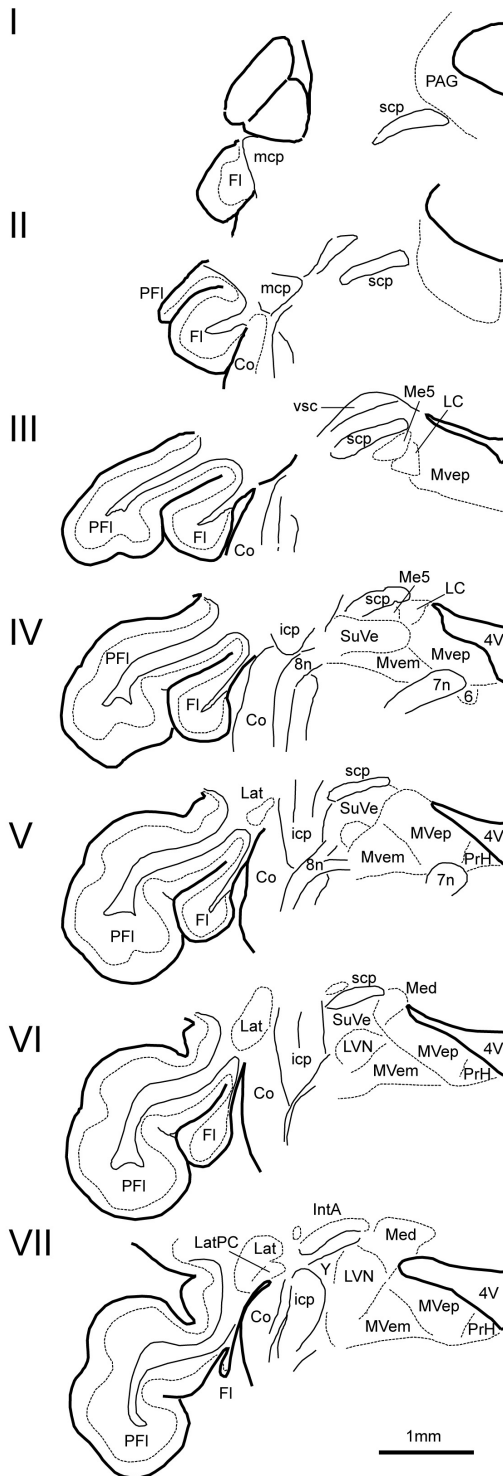 I
PAG
scp
mcp
Fl
II
PFl
mcp
scp
Fl
Co
III
Me5
LC
vsc
scp
Mvep
PFl
Fl
Co
IV
Me5
LC
scp
icp
PFl
SuVe
4V
8n
Mvem
Mvep
Fl
7n
6
Co
V
Lat
scp
SuVe
icp
MVep
4V
8n
Mvem
PrH
Co
7n
Fl
PFl
VI
scp
Med
Lat
SuVe
4V
icp
LVN
MVep
PrH
MVem
Co
Fl
PFl
VII
IntA
LatPC
Lat
Med
Y
LVN
4V
Co
icp
MVep
PrH
MVem
Fl
PFl
1mm